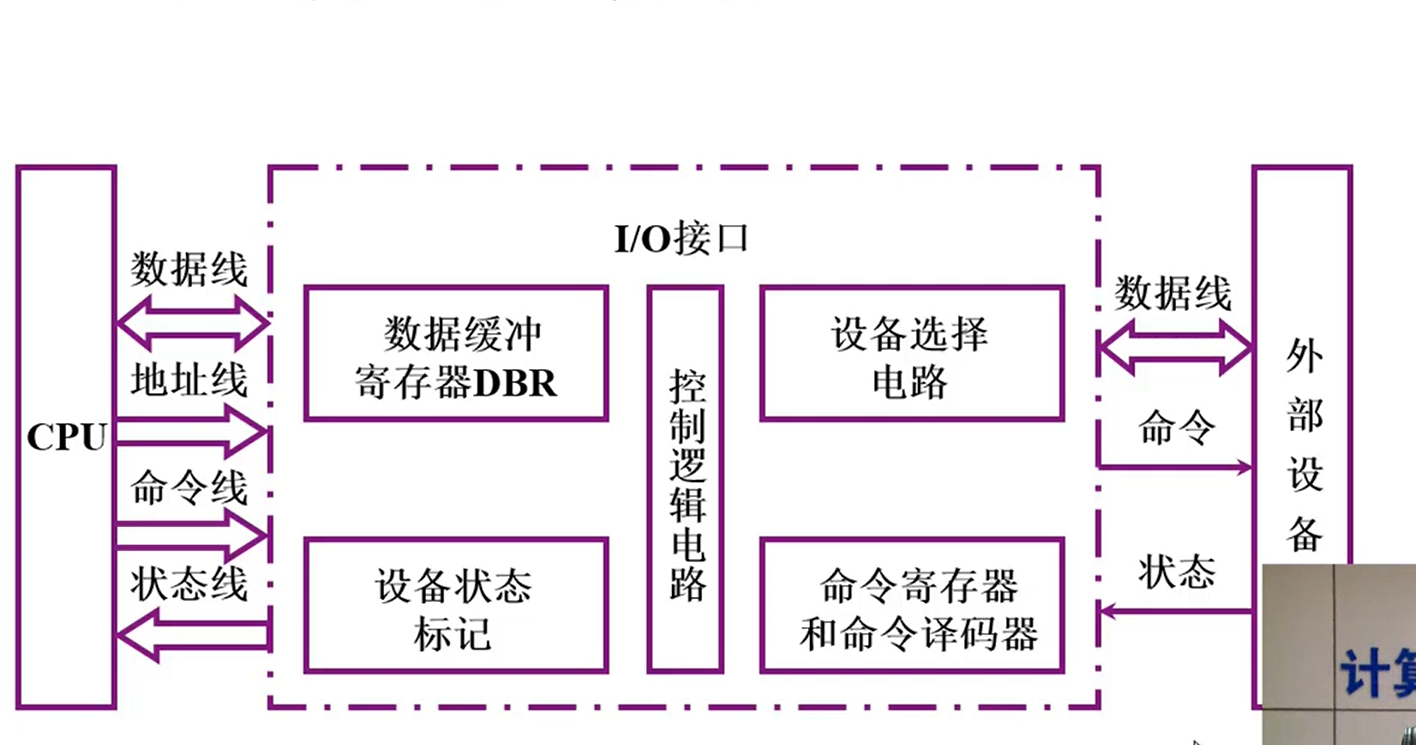 I/O接口
CPU
数据线
地址线
命令线
状态线
数据缓冲
寄存器DBR
设备状态
标记
控制逻辑电路
设备选择
电路
命令寄存器
和命令译码器
数据线
命令
状态
外部设备
计算